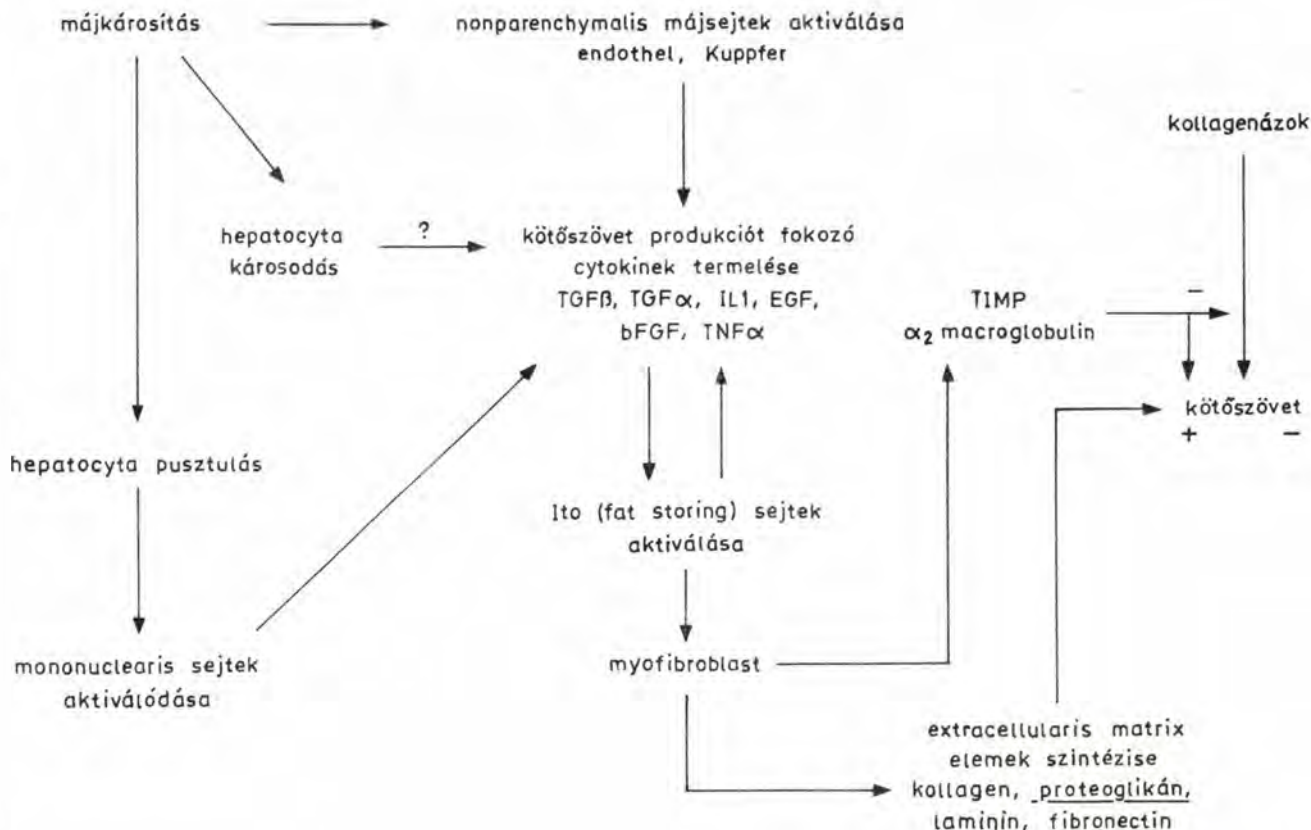 májkárosítás
nonparenchymalis májsejtek aktiválása
endothel, Kuppfer
kollagenázok
hepatocyta
károsodás
?
kötőszövet produkciót fokozó
cytokinek termelése
TGFβ, TGFα, IL1, EGF,
bFGF, TNFα
TIMP
α₂ macroglobulin
−
kötőszövet
+ −
hepatocyta pusztulás
Ito (fat storing) sejtek
aktiválása
mononuclearis sejtek
aktiválódása
myofibroblast
extracellularis matrix
elemek szintézise
kollagen, proteoglikán,
laminin, fibronectin